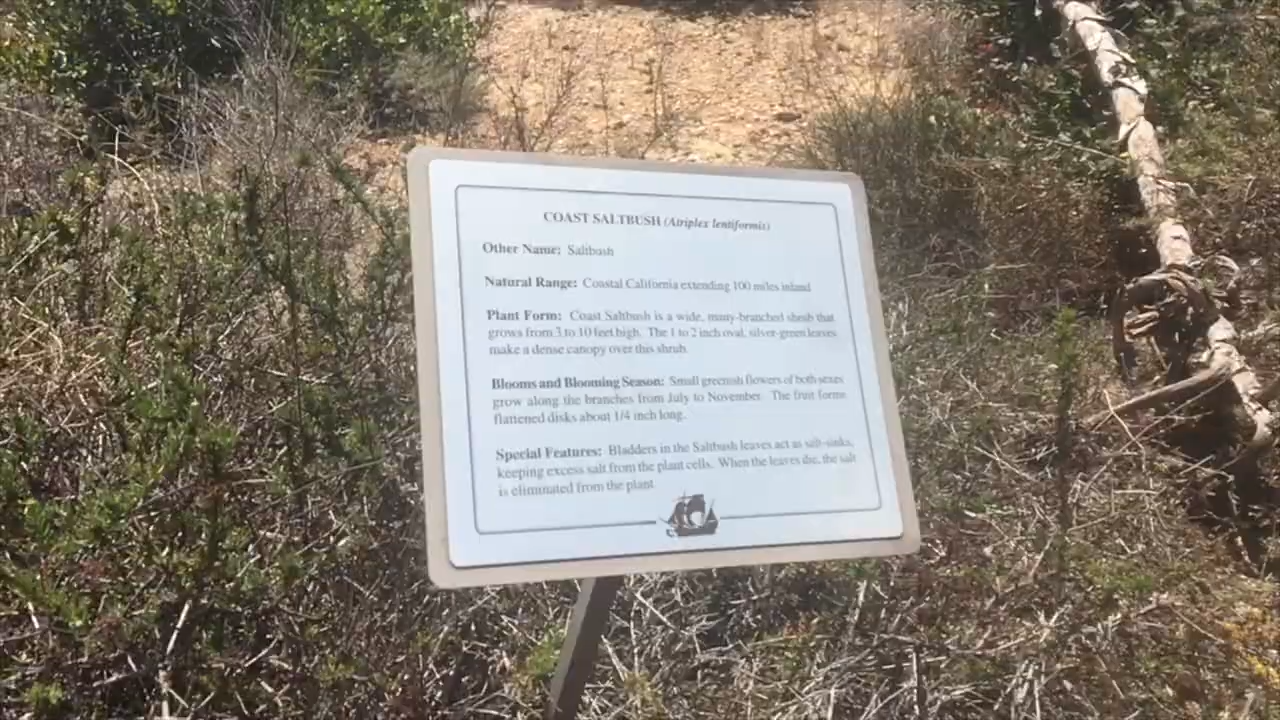 COAST SALTBUSH (Atriplex lentiformis)
Other Name: Saltbush
Natural Range: Coastal California extending 100 miles inland
Plant Form: Coast Saltbush is a wide, many-branched shrub that
grows from 3 to 10 feet high. The 1 to 2 inch oval, silver-green leaves
make a dense canopy over this shrub.
Blooms and Blooming Season: Small greenish flowers of both sexes
grow along the branches from July to November. The fruit forms
flattened disks about 1/4 inch long.
Special Features: Bladders in the Saltbush leaves act as salt-sinks,
keeping excess salt from the plant cells. When the leaves die, the salt
is eliminated from the plant.